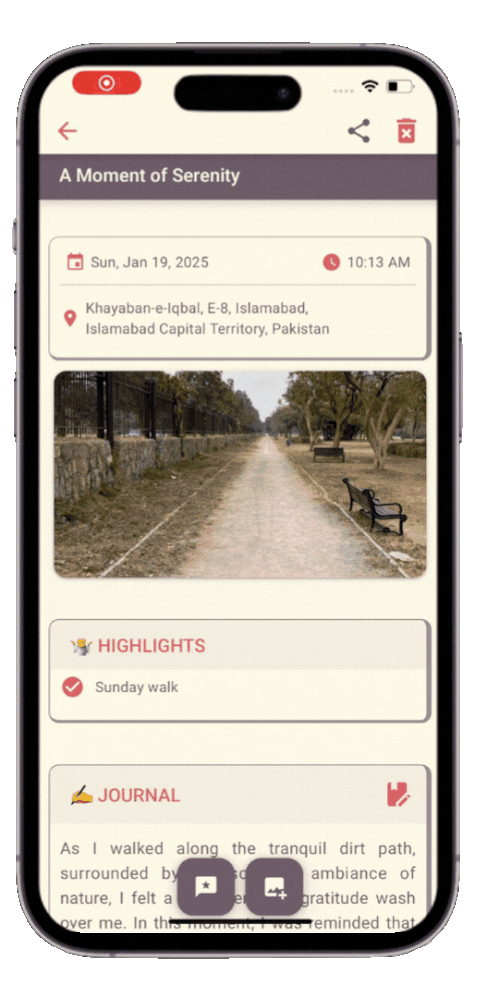 A Moment of Serenity
Sun, Jan 19, 2025 10:13 AM
Khayaban-e-Iqbal, E-8, Islamabad,
Islamabad Capital Territory, Pakistan
HIGHLIGHTS
Sunday walk
JOURNAL
As I walked along the tranquil dirt path,
surrounded by ambiance of
nature, I felt a gratitude wash
over me. In this moment, I was reminded that